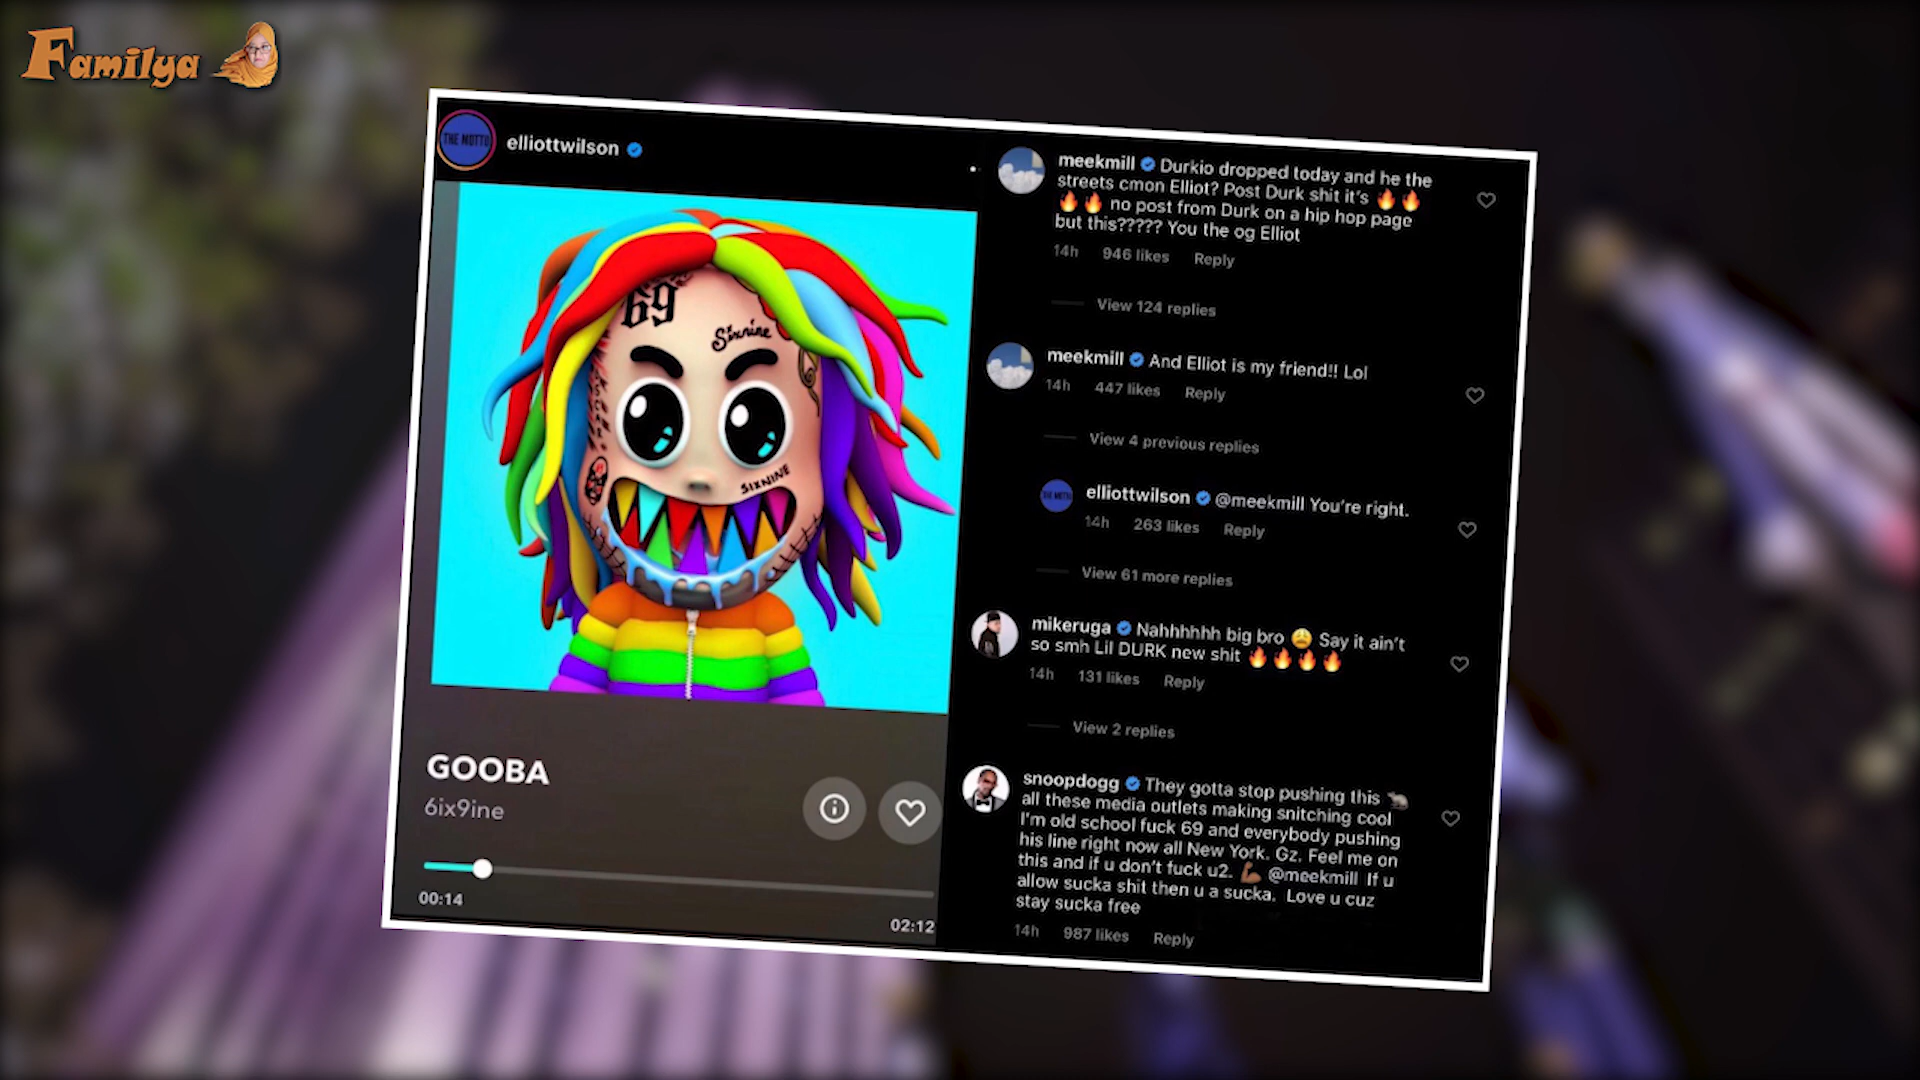 Familya
THE MOTTO
elliottwilson
69
Sixnine
SIXNINE
GOOBA
6ix9ine
00:14
02:12
meekmill Durkio dropped today and he the
streets cmon Elliot? Post Durk shit it's 🔥🔥
🔥🔥 no post from Durk on a hip hop page
but this????? You the og Elliot
14h 946 likes Reply
View 124 replies
meekmill And Elliot is my friend!! Lol
14h 447 likes Reply
View 4 previous replies
THE MOTTO
elliottwilson @meekmill You're right.
14h 263 likes Reply
View 61 more replies
mikeruga Nahhhhhh big bro 😩 Say it ain't
so smh Lil DURK new shit 🔥🔥🔥🔥
14h 131 likes Reply
View 2 replies
snoopdogg They gotta stop pushing this 🐀
all these media outlets making snitching cool
I'm old school fuck 69 and everybody pushing
his line right now all New York. Gz. Feel me on
this and if u don't fuck u2. 💪🏾 @meekmill If u
allow sucka shit then u a sucka. Love u cuz
stay sucka free
14h 987 likes Reply